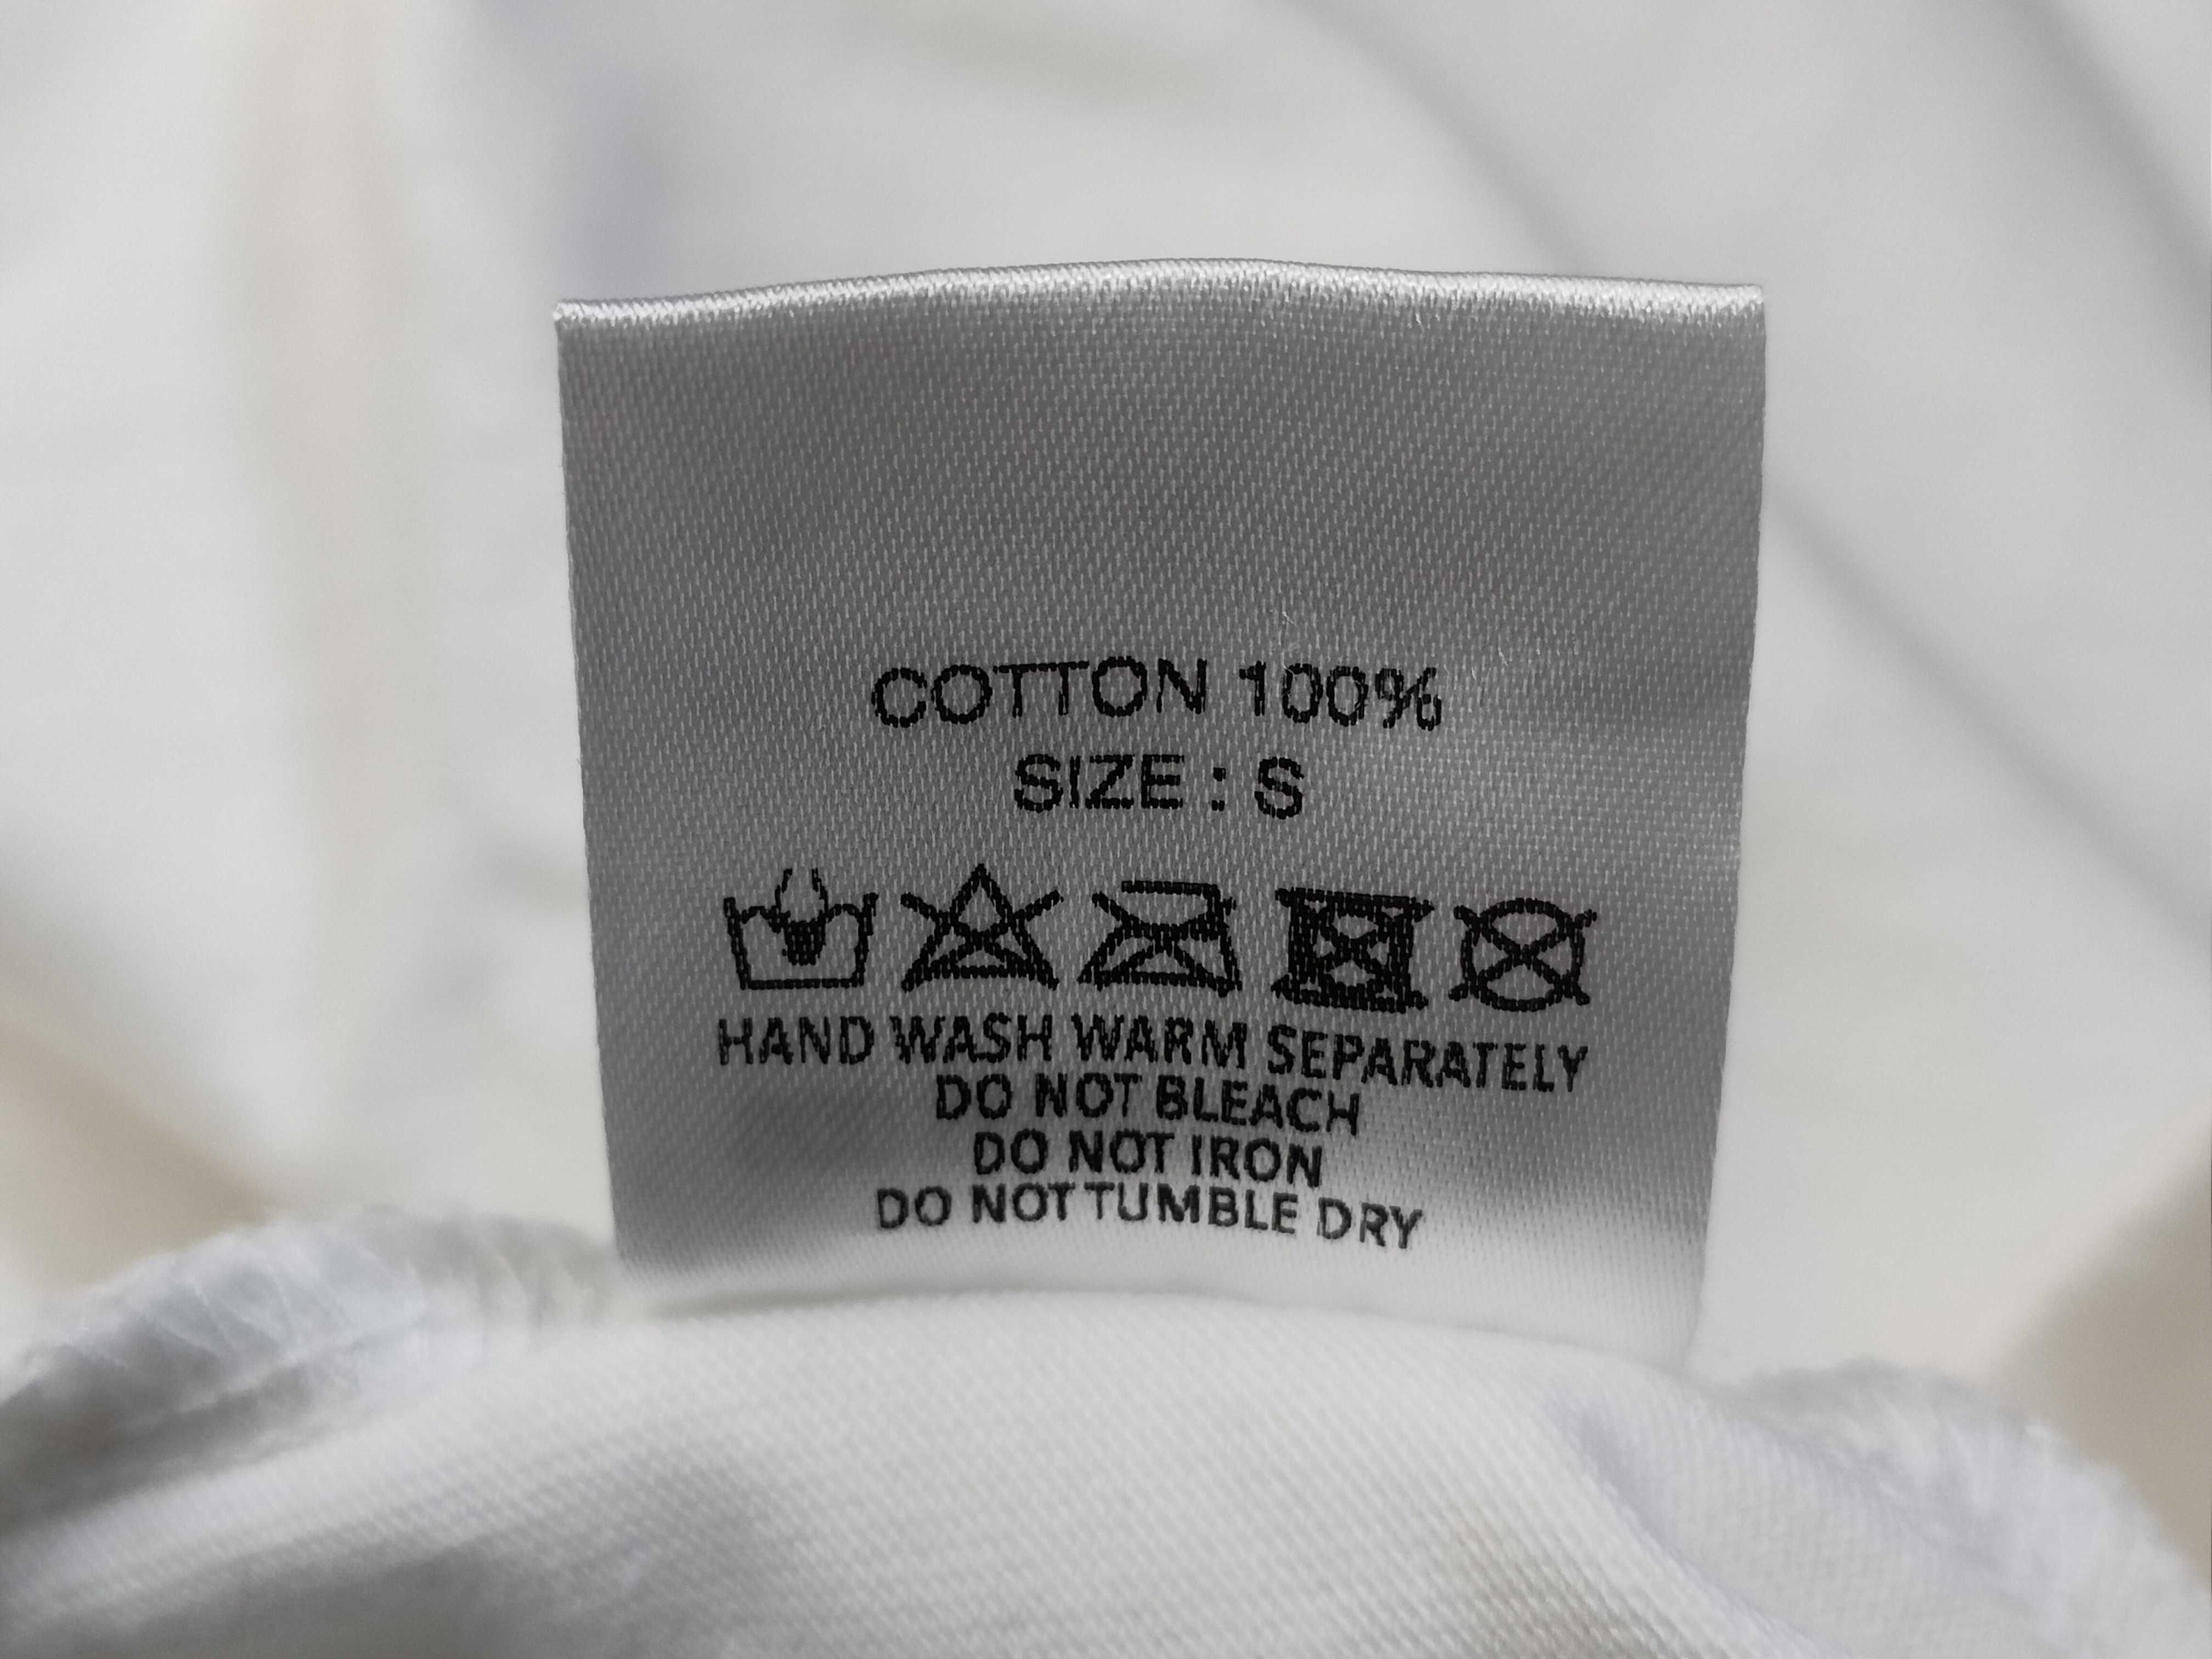 COTTON 100%
SIZE : S
HAND WASH WARM SEPARATELY
DO NOT BLEACH
DO NOT IRON
DO NOT TUMBLE DRY